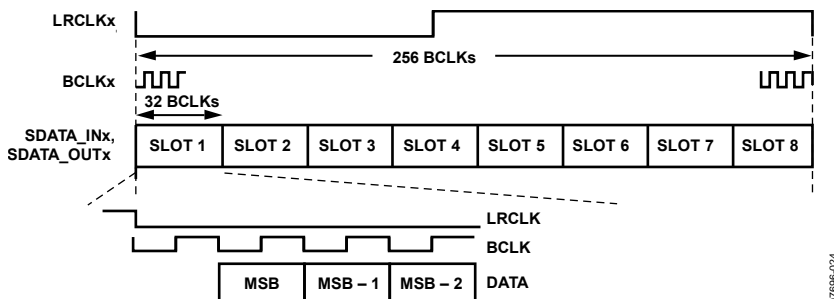 LRCLKx
256 BCLKs
BCLKx
32 BCLKs
SDATA_INx,
SDATA_OUTx
SLOT 1 SLOT 2 SLOT 3 SLOT 4 SLOT 5 SLOT 6 SLOT 7 SLOT 8
LRCLK
BCLK
MSB MSB – 1 MSB – 2 DATA